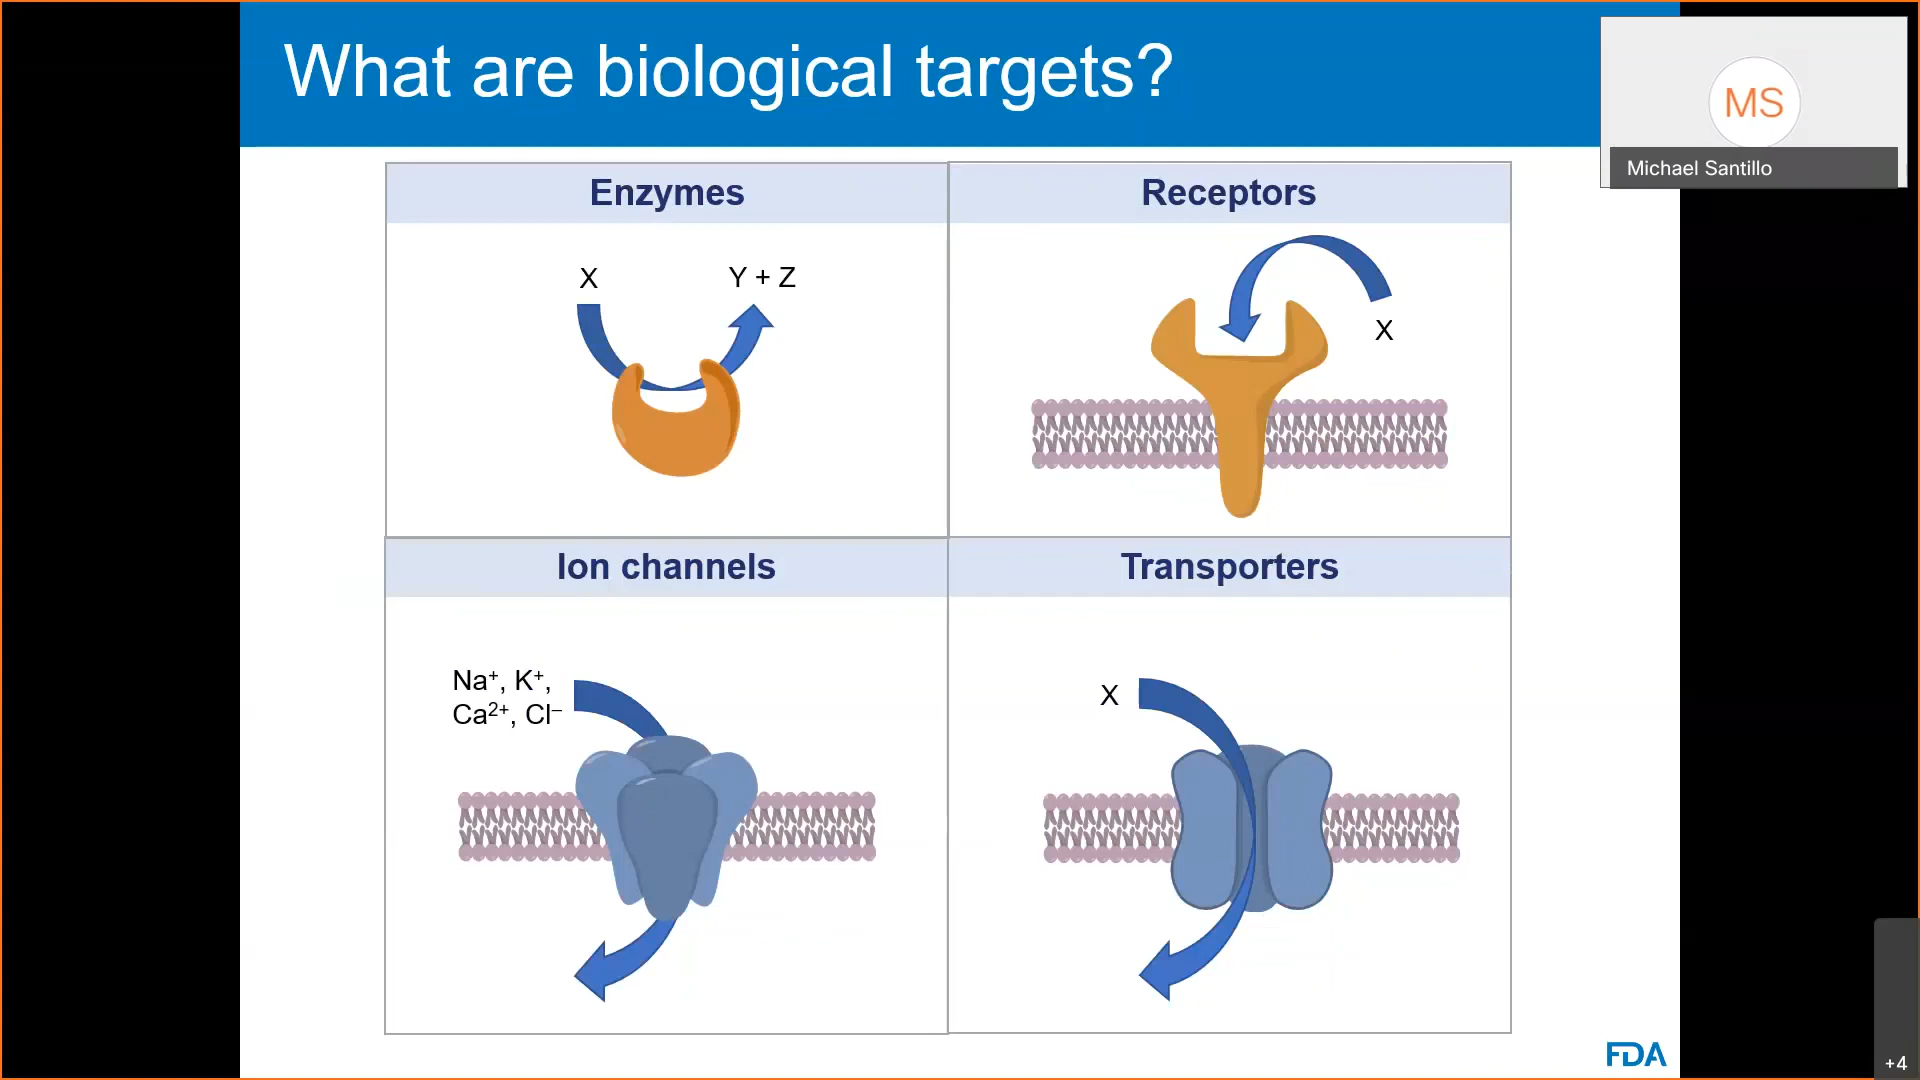 What are biological targets?
MS
Michael Santillo
Enzymes
X
Y + Z
Receptors
X
Ion channels
Na⁺, K⁺,
Ca²⁺, Cl⁻
Transporters
X
FDA
+4